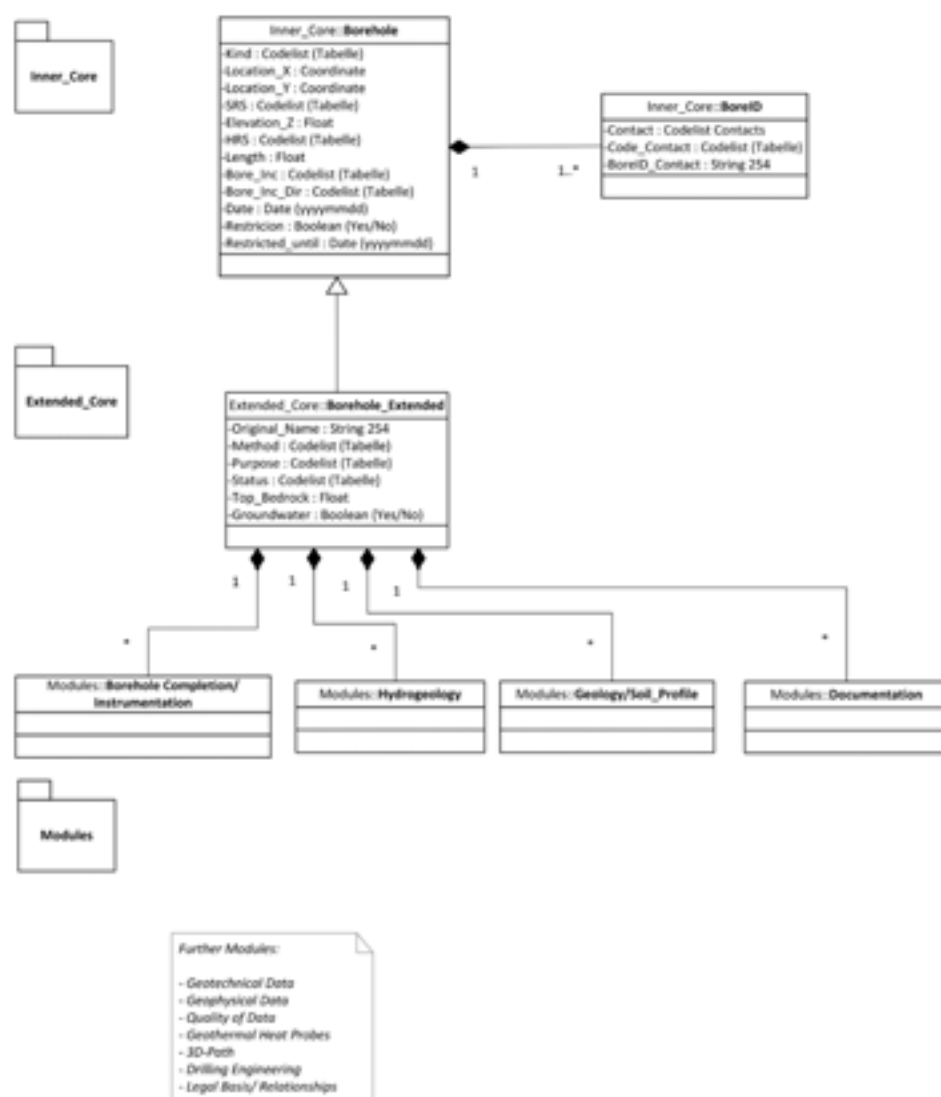 Inner_Core
Inner_Core::Borehole
-Kind : Codelist (Tabelle)
-Location_X : Coordinate
-Location_Y : Coordinate
-SRS : Codelist (Tabelle)
-Elevation_Z : Float
-HRS : Codelist (Tabelle)
-Length : Float
-Bore_Inc : Codelist (Tabelle)
-Bore_Inc_Dir : Codelist (Tabelle)
-Date : Date (yyyymmdd)
-Restricion : Boolean (Yes/No)
-Restricted_until : Date (yyyymmdd)
1
1..*
Inner_Core::BoreID
-Contact : Codelist Contacts
-Code_Contact : Codelist (Tabelle)
-BoreID_Contact : String 254
Extended_Core
Extended_Core::Borehole_Extended
-Original_Name : String 254
-Method : Codelist (Tabelle)
-Purpose : Codelist (Tabelle)
-Status : Codelist (Tabelle)
-Top_Bedrock : Float
-Groundwater : Boolean (Yes/No)
1
1
1
1
*
*
*
*
Modules::Borehole Completion/
Instrumentation
Modules::Hydrogeology
Modules::Geology/Soil_Profile
Modules::Documentation
Modules
Further Modules:
- Geotechnical Data
- Geophysical Data
- Quality of Data
- Geothermal Heat Probes
- 3D-Path
- Drilling Engineering
- Legal Basis/ Relationships